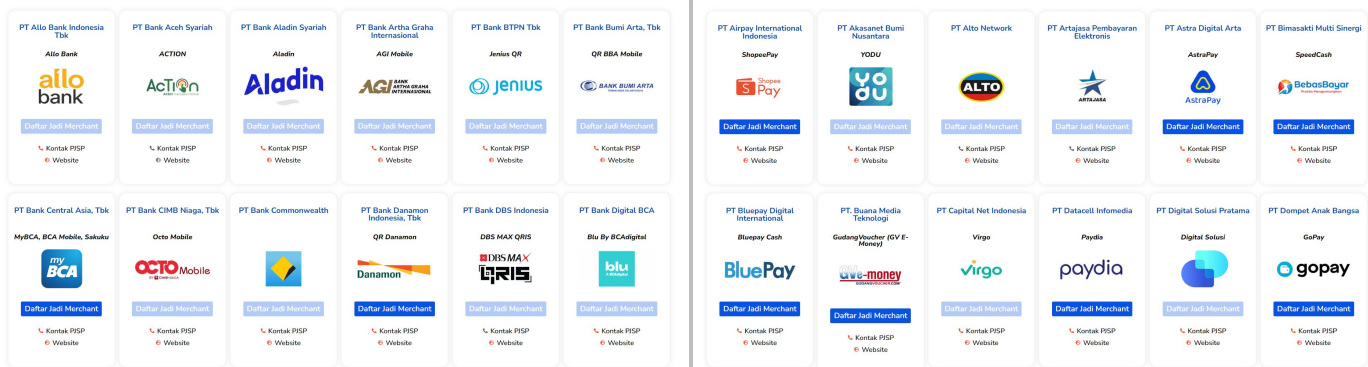 PT Allo Bank Indonesia
Tbk
Allo Bank
allo
bank
Daftar Jadi Merchant
Kontak PJSP
Website
PT Bank Aceh Syariah
ACTION
AcTION
Daftar Jadi Merchant
Kontak PJSP
Website
PT Bank Aladin Syariah
Aladin
Aladin
Daftar Jadi Merchant
Kontak PJSP
Website
PT Bank Artha Graha
Internasional
AGI Mobile
AGI BANK
ARTHA GRAHA
INTERNASIONAL
Daftar Jadi Merchant
Kontak PJSP
Website
PT Bank BTPN Tbk
Jenius QR
jenius
Daftar Jadi Merchant
Kontak PJSP
Website
PT Bank Bumi Arta, Tbk
QR BBA Mobile
BANK BUMI ARTA
Daftar Jadi Merchant
Kontak PJSP
Website
PT Bank Central Asia, Tbk
MyBCA, BCA Mobile, Sakuku
my
BCA
Daftar Jadi Merchant
Kontak PJSP
Website
PT Bank CIMB Niaga, Tbk
Octo Mobile
OCTO Mobile
BY CIMB NIAGA
Daftar Jadi Merchant
Kontak PJSP
Website
PT Bank Commonwealth
Daftar Jadi Merchant
Kontak PJSP
Website
PT Bank Danamon
Indonesia, Tbk
QR Danamon
Danamon
Daftar Jadi Merchant
Kontak PJSP
Website
PT Bank DBS Indonesia
DBS MAX QRIS
DBS MAX
QRIS
Daftar Jadi Merchant
Kontak PJSP
Website
PT Bank Digital BCA
Blu By BCAdigital
blu
Daftar Jadi Merchant
Kontak PJSP
Website
PT Airpay International
Indonesia
ShopeePay
Shopee
Pay
Daftar Jadi Merchant
Kontak PJSP
Website
PT Akasanet Bumi
Nusantara
YODU
yo
du
Daftar Jadi Merchant
Kontak PJSP
Website
PT Alto Network
ALTO
Daftar Jadi Merchant
Kontak PJSP
Website
PT Artajasa Pembayaran
Elektronis
ARTAJASA
Daftar Jadi Merchant
Kontak PJSP
Website
PT Astra Digital Arta
AstraPay
AstraPay
Daftar Jadi Merchant
Kontak PJSP
Website
PT Bimasakti Multi Sinergi
SpeedCash
BebasBayar
Daftar Jadi Merchant
Kontak PJSP
Website
PT Bluepay Digital
International
Bluepay Cash
BluePay
Daftar Jadi Merchant
Kontak PJSP
Website
PT. Buana Media
Teknologi
GudangVoucher (GV E-
Money)
GVe-money
GUDANGVOUCHER.COM
Daftar Jadi Merchant
Kontak PJSP
Website
PT Capital Net Indonesia
Virgo
virgo
Daftar Jadi Merchant
Kontak PJSP
Website
PT Datacell Infomedia
Paydia
paydia
Daftar Jadi Merchant
Kontak PJSP
Website
PT Digital Solusi Pratama
Digital Solusi
Daftar Jadi Merchant
Kontak PJSP
Website
PT Dompet Anak Bangsa
GoPay
gopay
Daftar Jadi Merchant
Kontak PJSP
Website